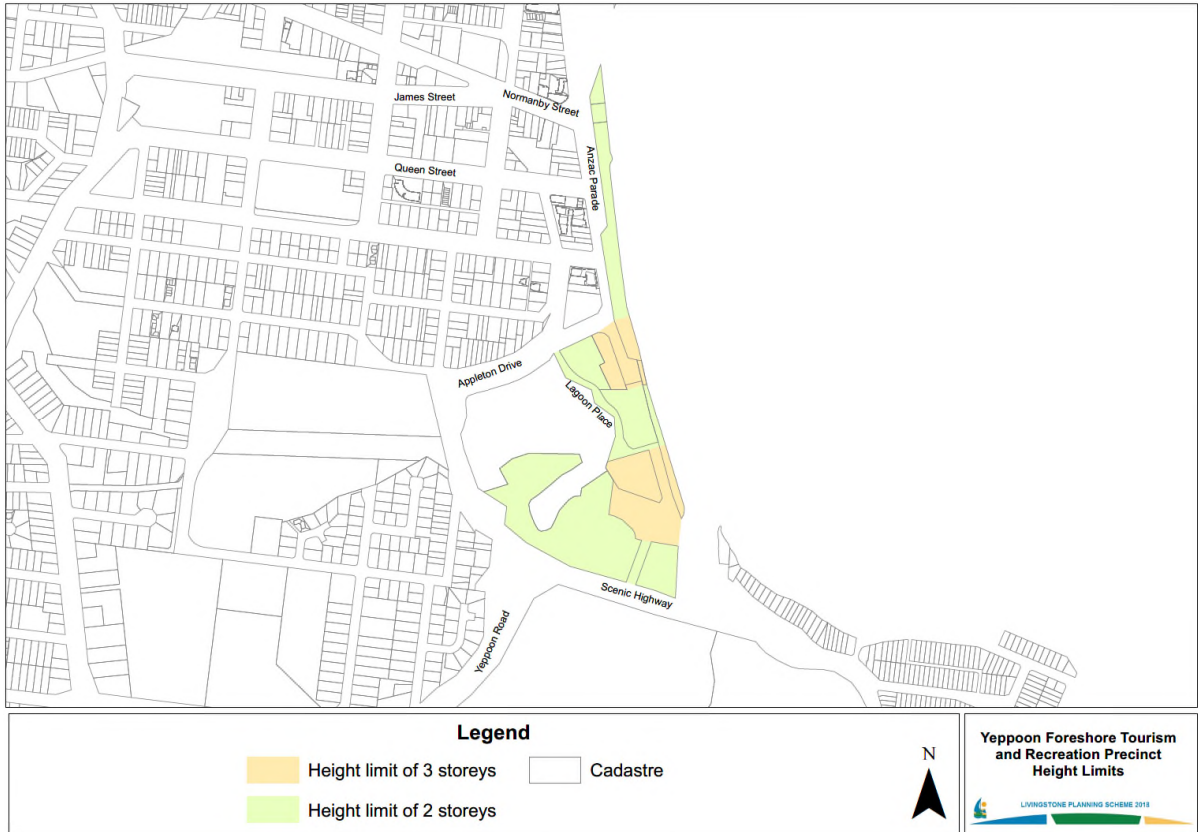 James Street
Normanby Street
Anzac Parade
Queen Street
Appleton Drive
Lagoon Place
Scenic Highway
Yeppoon Road
Legend
Height limit of 3 storeys
Cadastre
Height limit of 2 storeys
N
Yeppoon Foreshore Tourism
and Recreation Precinct
Height Limits
LIVINGSTONE PLANNING SCHEME 2018